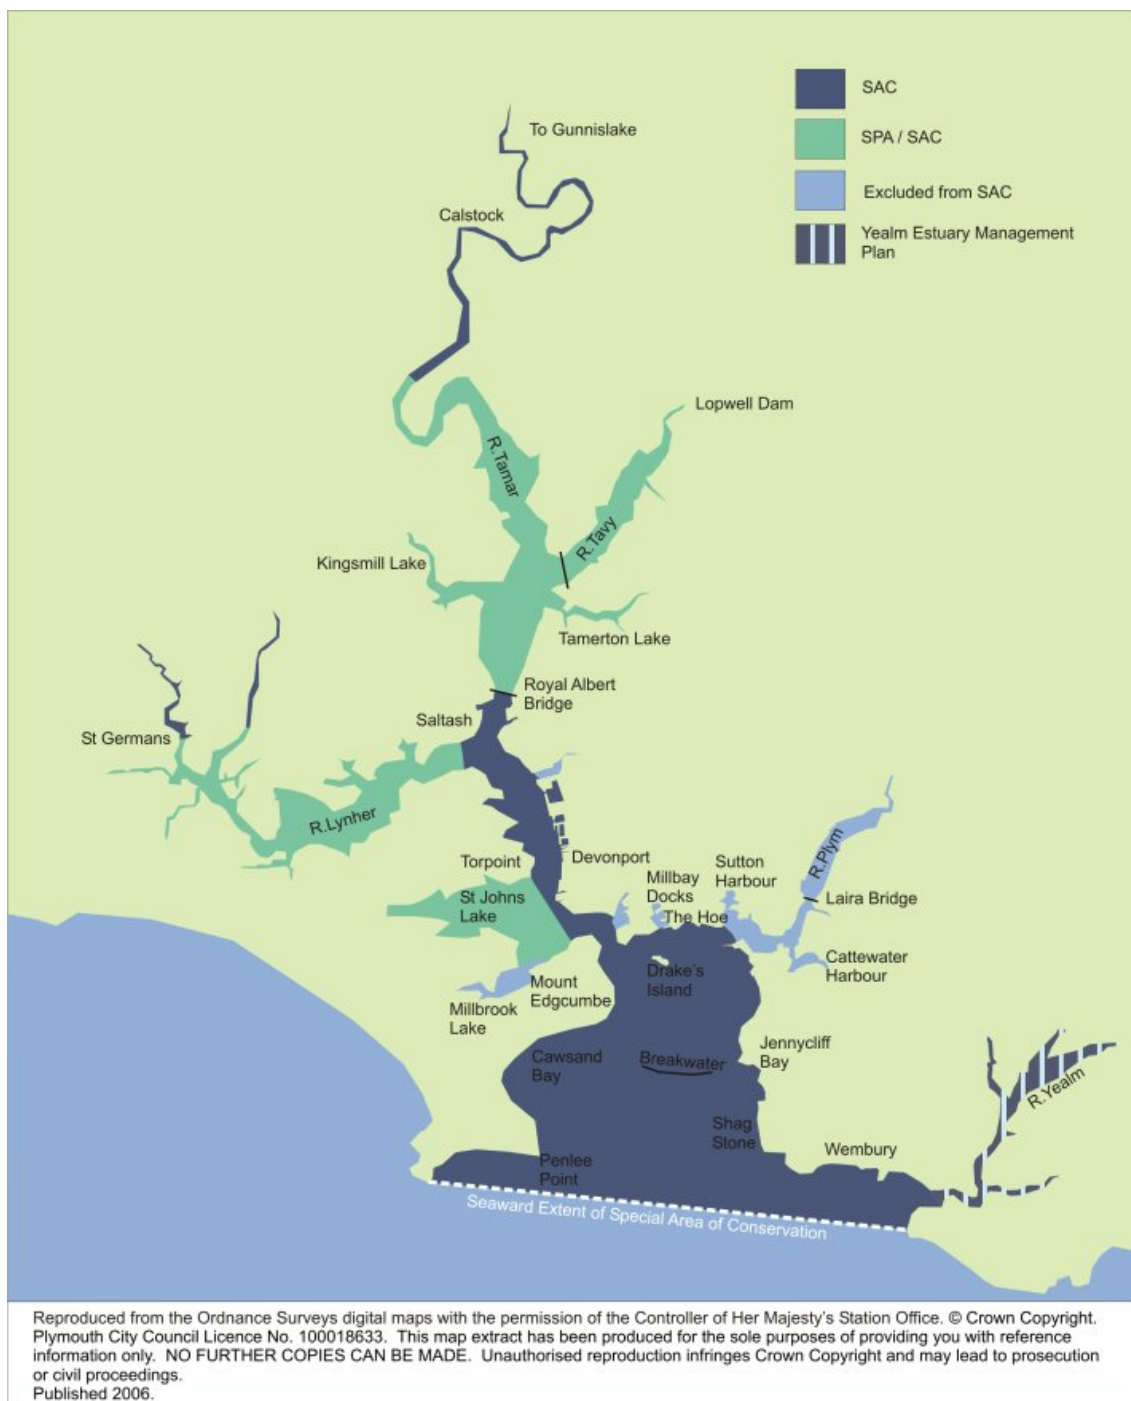 SAC
To Gunnislake
SPA / SAC
Excluded from SAC
Calstock
Yealm Estuary Management
Plan
Lopwell Dam
R.Tamar
R.Tavy
Kingsmill Lake
Tamerton Lake
Royal Albert
Bridge
Saltash
St Germans
R.Lynher
Torpoint
Devonport
St Johns
Lake
Millbay
Docks
Sutton
Harbour
R.Plym
Laira Bridge
The Hoe
Cattewater
Harbour
Drake's
Island
Mount
Edgcumbe
Millbrook
Lake
Cawsand
Bay
Breakwater
Jennycliff
Bay
R.Yealm
Shag
Stone
Wembury
Penlee
Point
Seaward Extent of Special Area of Conservation
Reproduced from the Ordnance Surveys digital maps with the permission of the Controller of Her Majesty's Station Office. © Crown Copyright.
Plymouth City Council Licence No. 100018633. This map extract has been produced for the sole purposes of providing you with reference
information only. NO FURTHER COPIES CAN BE MADE. Unauthorised reproduction infringes Crown Copyright and may lead to prosecution
or civil proceedings.
Published 2006.